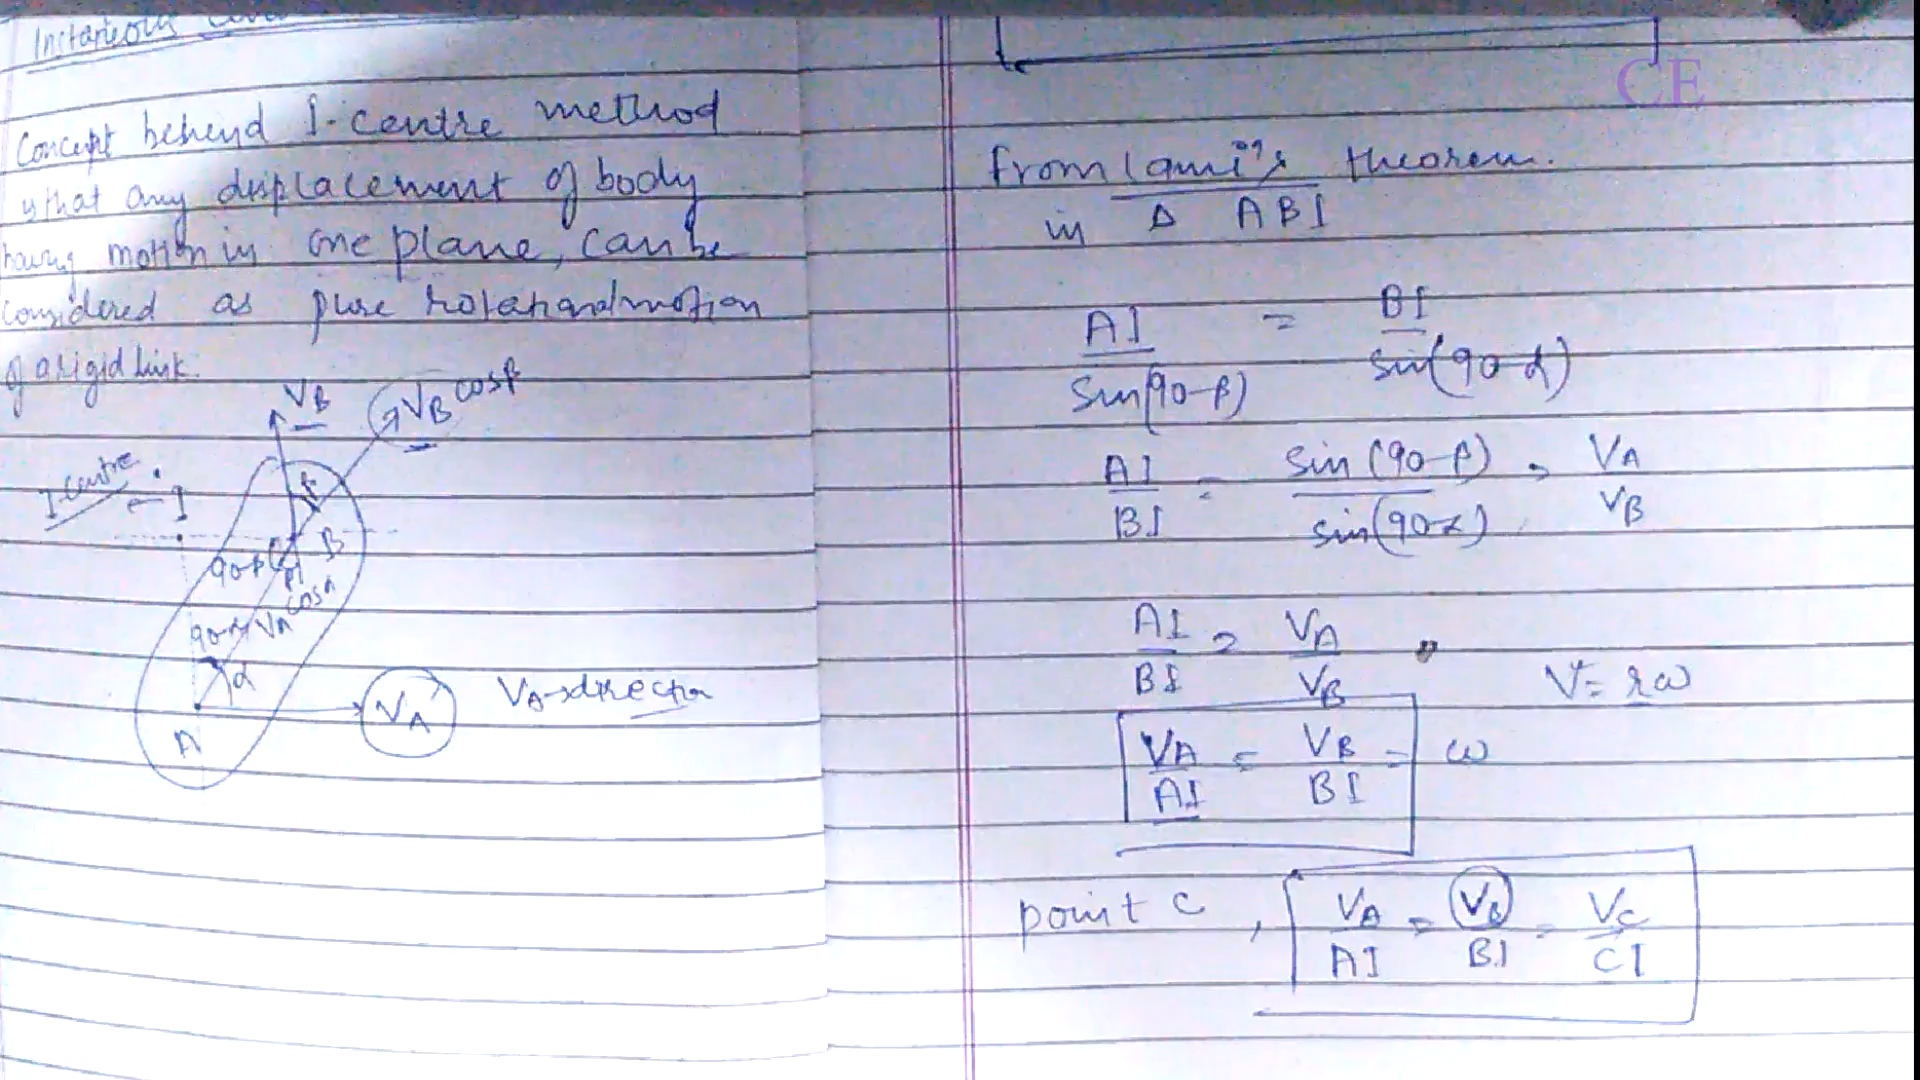 Instaneous
Concept behind I-centre method
is that any displacement of body
having motion in one plane, can be
considered as pure rotational motion
of a rigid link.
VB
VB cosβ
I-centre
I
β
90-β
B
VA cosα
90-α
α
VA
VA→direction
A
CE
From lami's theorem.
in Δ ABI
AI = BI
Sin(90-β) sin(90-α)
AI = sin(90-β) = VA
BI sin(90-α) VB
AI = VA
BI VB
V = rω
VA = VB = ω
AI BI
point C, VA = VB = VC
AI BI CI